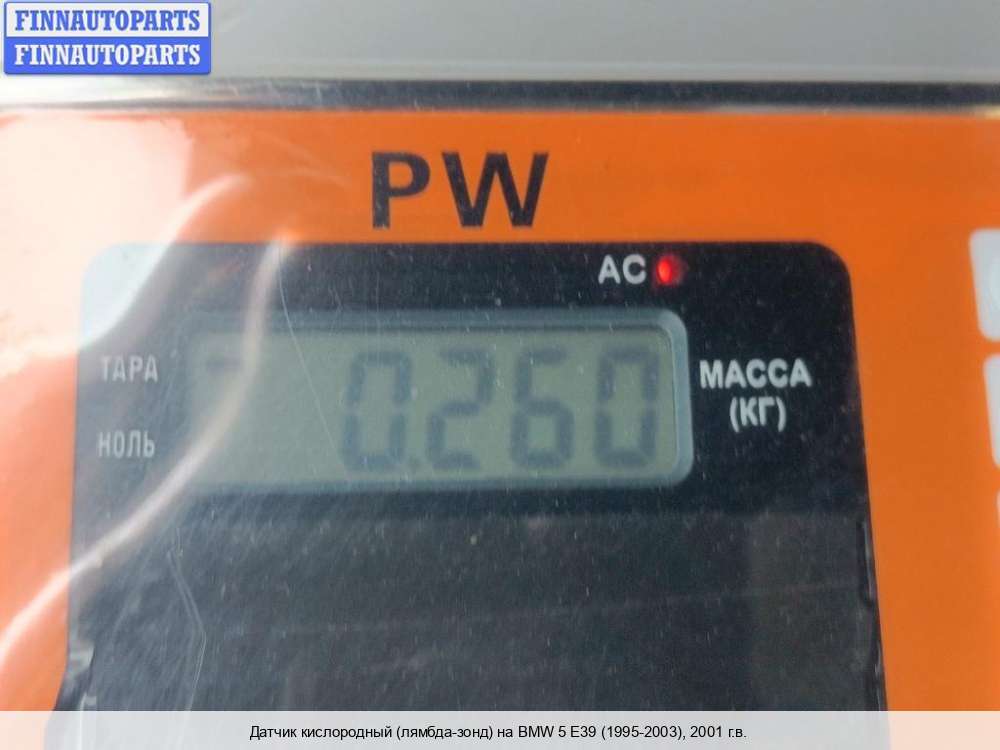 FINNAUTOPARTS
FINNAUTOPARTS
PW
AC
ТАРА
0.260
МАССА
(КГ)
НОЛЬ
Датчик кислородный (лямбда-зонд) на BMW 5 E39 (1995-2003), 2001 г.в.